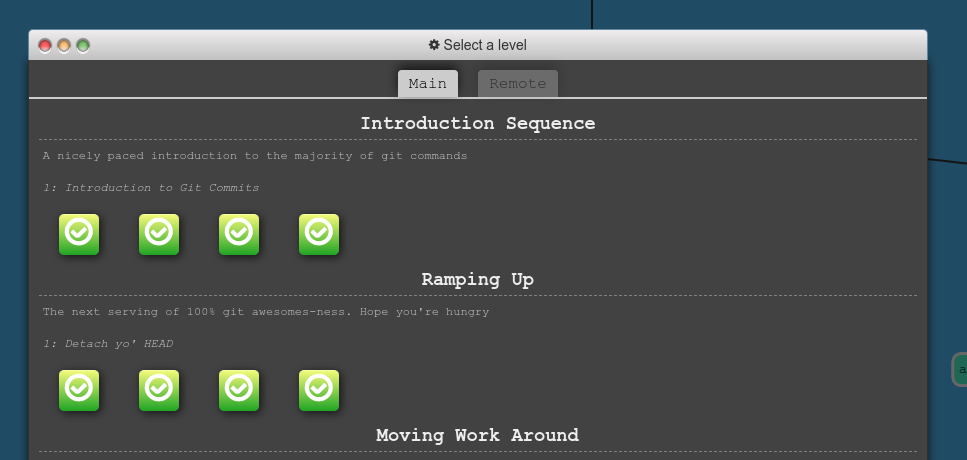 Select a level
Main Remote
Introduction Sequence
A nicely paced introduction to the majority of git commands
1: Introduction to Git Commits
Ramping Up
The next serving of 100% git awesomes-ness. Hope you're hungry
1: Detach yo' HEAD
a
Moving Work Around